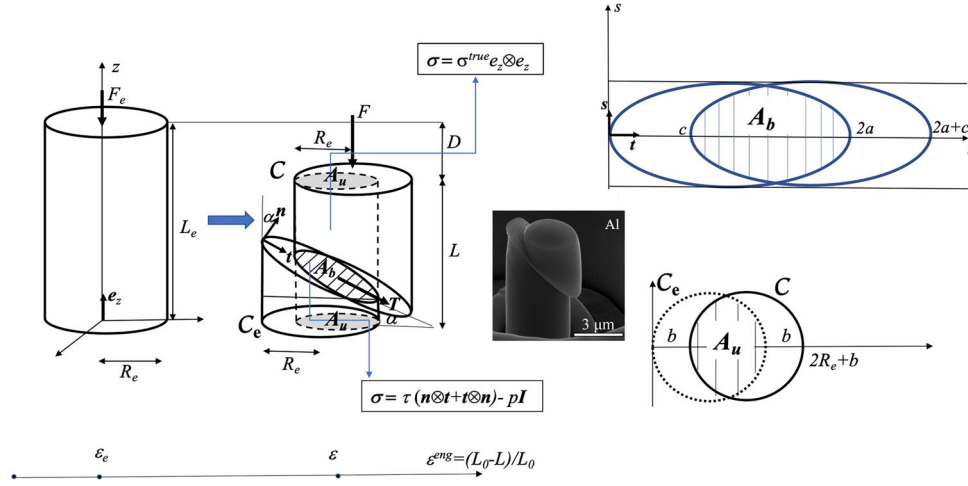 z
F_e
L_e
e_z
R_e
σ = σ^true e_z⊗e_z
F
R_e
D
C
A_u
α n
t
A_b
L
T
α
C_e
A_u
R_e
σ = τ (n⊗t+t⊗n)- pI
s
s
t
c
A_b
2a
2a+c
Al
3 μm
C_e
C
b
A_u
b
2R_e+b
ε_e
ε
ε^eng=(L_0-L)/L_0